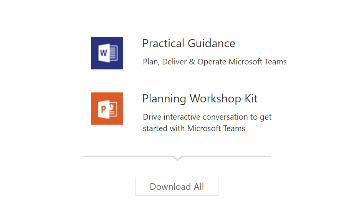 W
Practical Guidance
Plan, Deliver & Operate Microsoft Teams
P
Planning Workshop Kit
Drive interactive conversation to get
started with Microsoft Teams
Download All